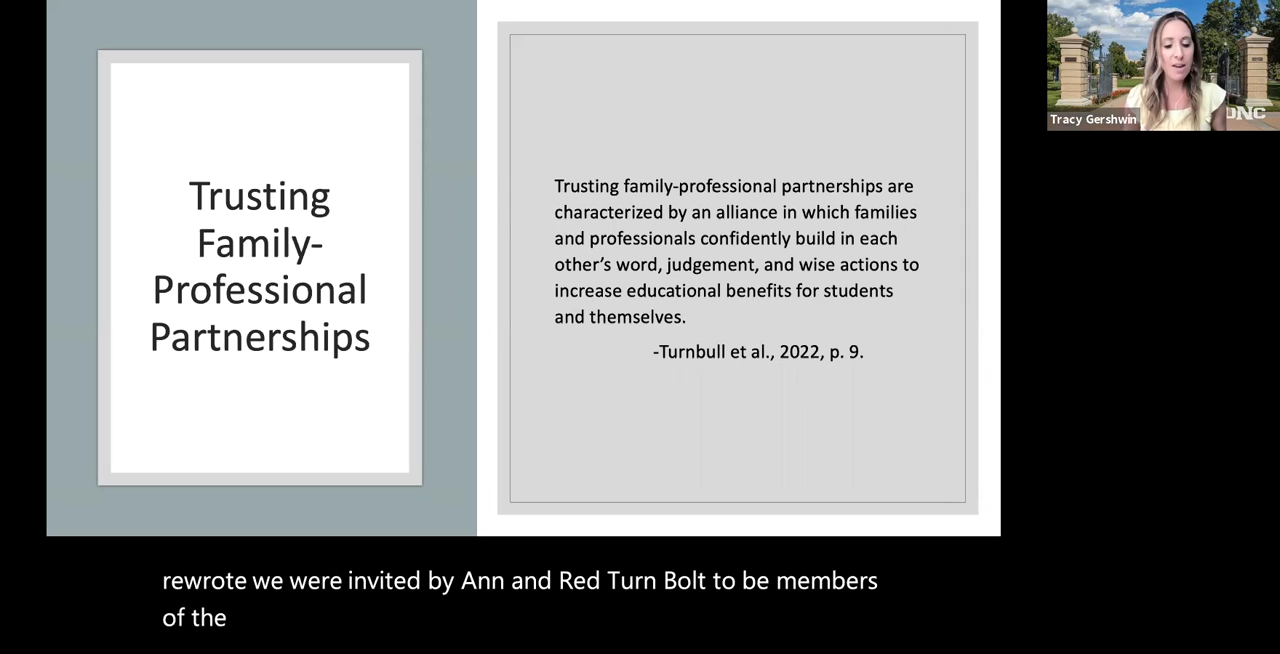 Trusting
Family-
Professional
Partnerships
Trusting family-professional partnerships are
characterized by an alliance in which families
and professionals confidently build in each
other’s word, judgement, and wise actions to
increase educational benefits for students
and themselves.
-Turnbull et al., 2022, p. 9.
Tracy Gershwin
rewrote we were invited by Ann and Red Turn Bolt to be members
of the